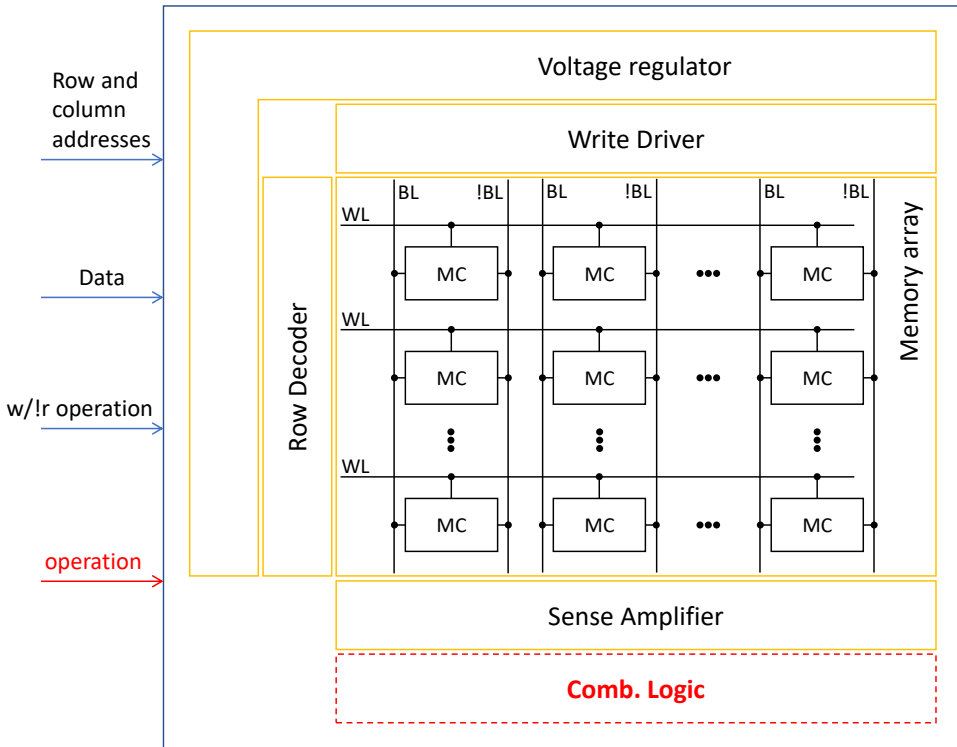 Voltage regulator
Row and
column
addresses
Write Driver
BL !BL BL !BL BL !BL
WL
MC MC MC
Memory array
Data
WL
Row Decoder
MC MC MC
w/!r operation
WL
MC MC MC
operation
Sense Amplifier
Comb. Logic